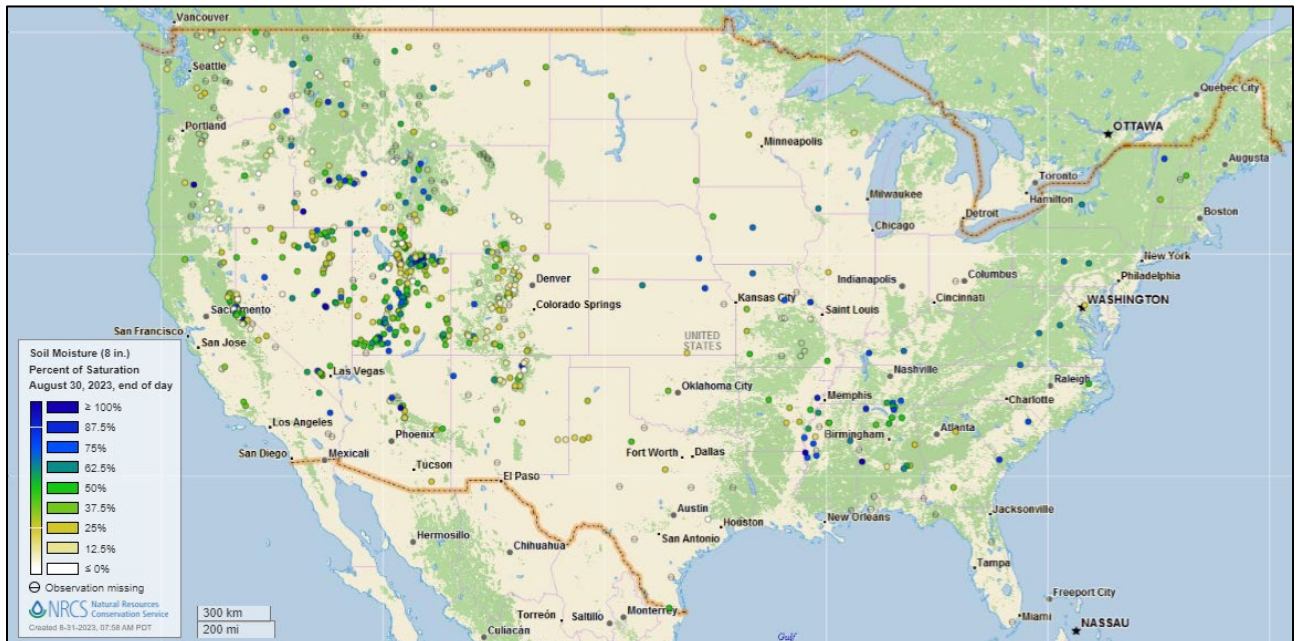 Vancouver
Seattle
Quebec City
OTTAWA
Portland
Minneapolis
Augusta
Toronto
Milwaukee
Hamilton
Detroit
Boston
Chicago
New York
Denver
Indianapolis
Columbus
Philadelphia
Sacramento
Colorado Springs
Kansas City
Cincinnati
WASHINGTON
San Francisco
Saint Louis
San Jose
UNITED
STATES
Las Vegas
Nashville
Oklahoma City
Raleigh
Los Angeles
Memphis
Charlotte
Phoenix
Birmingham
Atlanta
San Diego
Mexicali
Fort Worth
Dallas
Tucson
El Paso
Austin
Jacksonville
Houston
New Orleans
Hermosillo
San Antonio
Chihuahua
Tampa
Freeport City
Torreón
Saltillo
Monterrey
Miami
Culiacán
Gulf
NASSAU
Soil Moisture (8 in.)
Percent of Saturation
August 30, 2023, end of day
≥ 100%
87.5%
75%
62.5%
50%
37.5%
25%
12.5%
≤ 0%
Observation missing
NRCS Natural Resources
Conservation Service
Created 8-31-2023, 07:58 AM PDT
300 km
200 mi